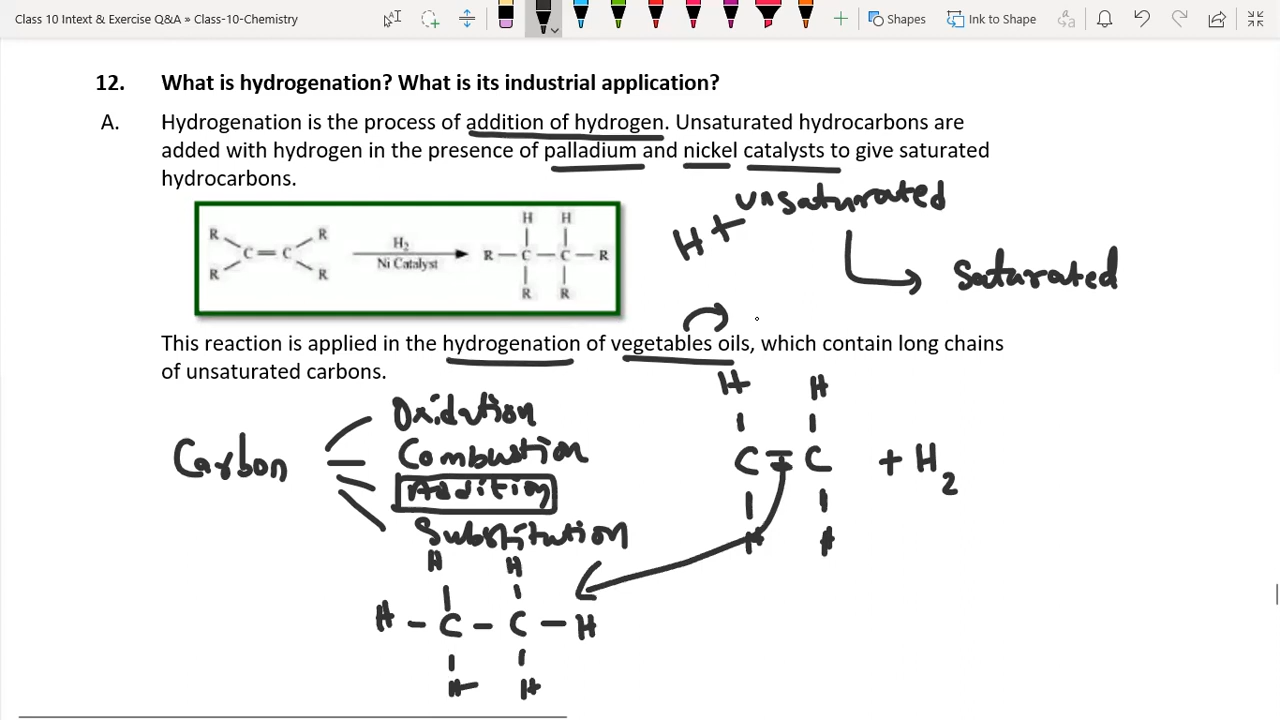 Class 10 Intext & Exercise Q&A » Class-10-Chemistry
Shapes
Ink to Shape
12. What is hydrogenation? What is its industrial application?
A. Hydrogenation is the process of addition of hydrogen. Unsaturated hydrocarbons are
added with hydrogen in the presence of palladium and nickel catalysts to give saturated
hydrocarbons.
H + unsaturated
Saturated
H H
R R
C = C
R R
H₂
Ni Catalyst
R — C — C — R
R R
This reaction is applied in the hydrogenation of vegetables oils, which contain long chains
of unsaturated carbons.
Carbon
Oxidation
Combustion
Addition
Substitution
H H
C = C + H₂
H H
H H
H - C - C - H
H H